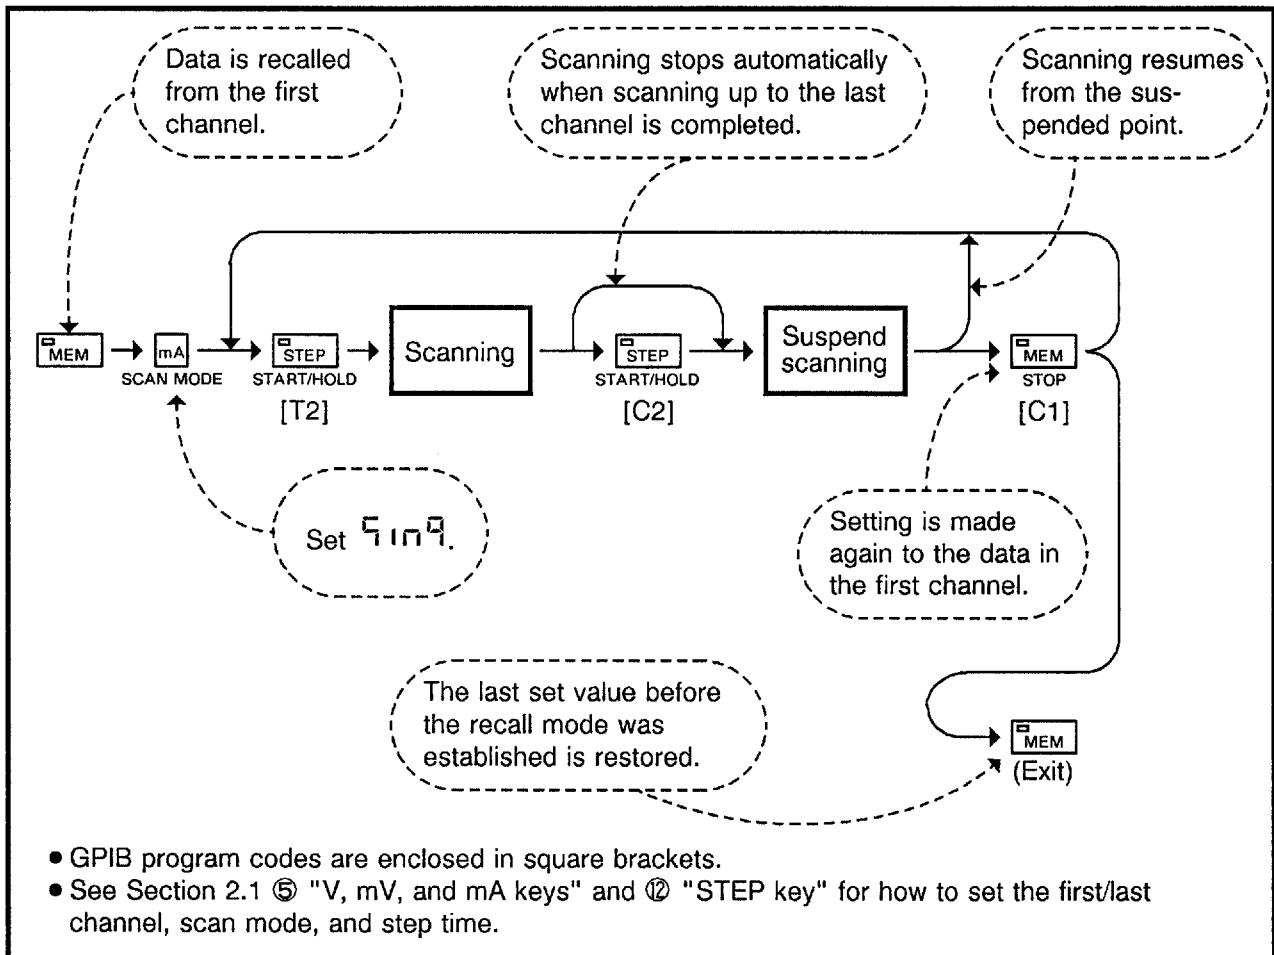 Data is recalled
from the first
channel.
Scanning stops automatically
when scanning up to the last
channel is completed.
Scanning resumes
from the sus-
pended point.
MEM
mA
SCAN MODE
STEP
START/HOLD
[T2]
Scanning
STEP
START/HOLD
[C2]
Suspend
scanning
MEM
STOP
[C1]
Set Sing.
Setting is made
again to the data in
the first channel.
The last set value before
the recall mode was
established is restored.
MEM
(Exit)
• GPIB program codes are enclosed in square brackets.
• See Section 2.1 ⑤ "V, mV, and mA keys" and ⑫ "STEP key" for how to set the first/last
channel, scan mode, and step time.